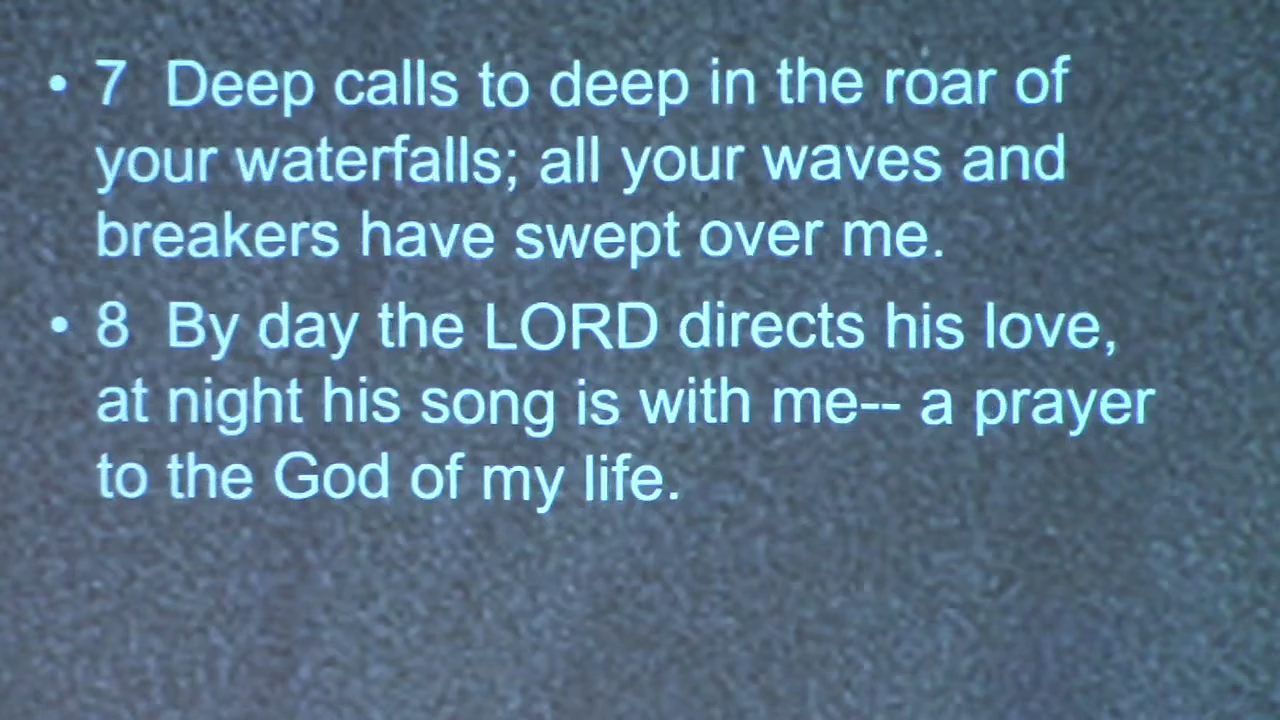 • 7 Deep calls to deep in the roar of
your waterfalls; all your waves and
breakers have swept over me.
• 8 By day the LORD directs his love,
at night his song is with me-- a prayer
to the God of my life.